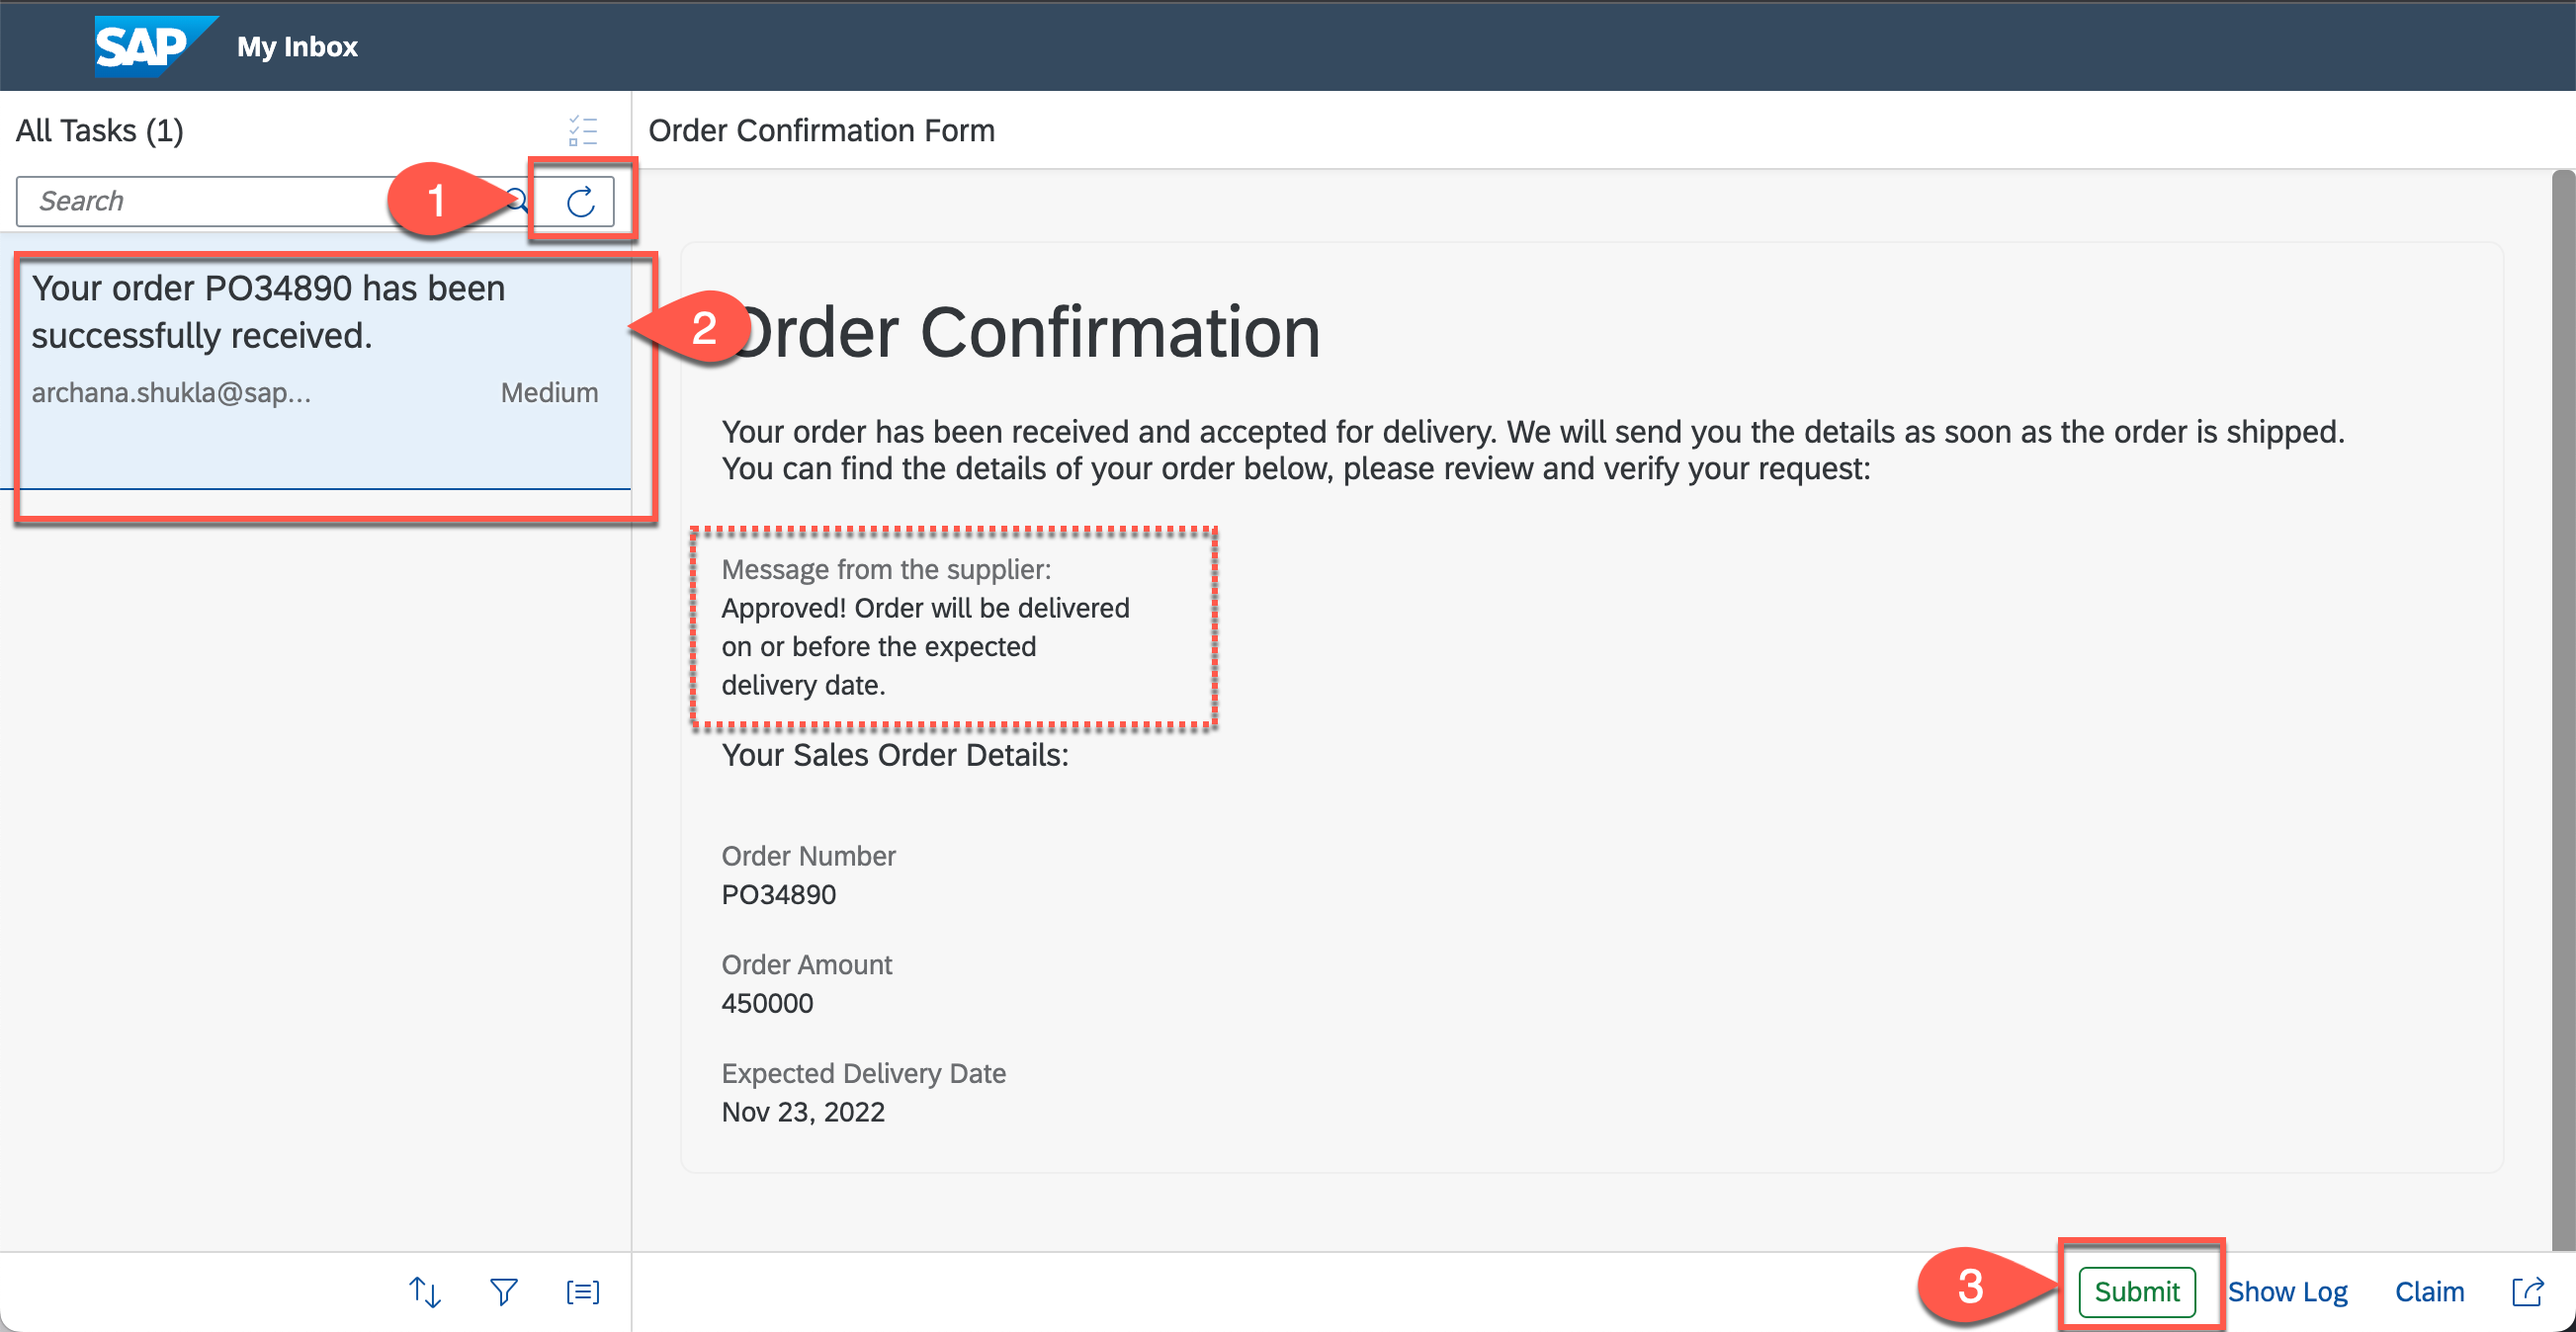 SAP My Inbox
All Tasks (1)
Order Confirmation Form
Search
1
Your order PO34890 has been
successfully received.
archana.shukla@sap... Medium
2
Order Confirmation
Your order has been received and accepted for delivery. We will send you the details as soon as the order is shipped.
You can find the details of your order below, please review and verify your request:
Message from the supplier:
Approved! Order will be delivered
on or before the expected
delivery date.
Your Sales Order Details:
Order Number
PO34890
Order Amount
450000
Expected Delivery Date
Nov 23, 2022
3
Submit Show Log Claim